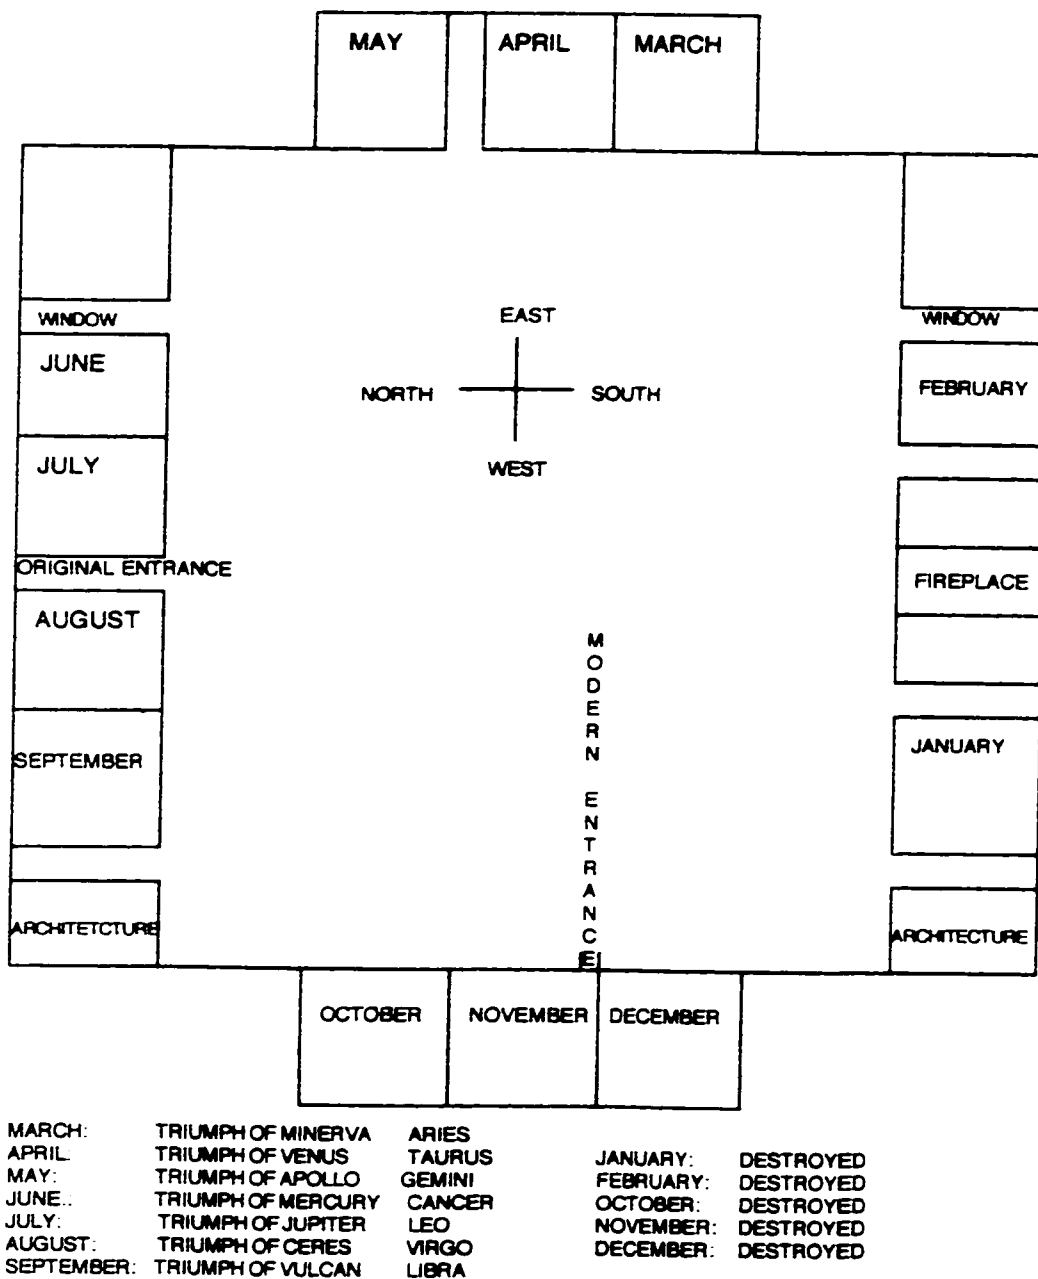 MAY APRIL MARCH
WINDOW WINDOW
EAST
JUNE
FEBRUARY
NORTH SOUTH
JULY
WEST
ORIGINAL ENTRANCE
FIREPLACE
AUGUST
MODERN ENTRANCE
SEPTEMBER
JANUARY
ARCHITETCTURE
ARCHITECTURE
OCTOBER NOVEMBER DECEMBER
MARCH: TRIUMPH OF MINERVA ARIES
APRIL TRIUMPH OF VENUS TAURUS
MAY: TRIUMPH OF APOLLO GEMINI
JUNE.: TRIUMPH OF MERCURY CANCER
JULY: TRIUMPH OF JUPITER LEO
AUGUST: TRIUMPH OF CERES VIRGO
SEPTEMBER: TRIUMPH OF VULCAN LIBRA
JANUARY: DESTROYED
FEBRUARY: DESTROYED
OCTOBER: DESTROYED
NOVEMBER: DESTROYED
DECEMBER: DESTROYED